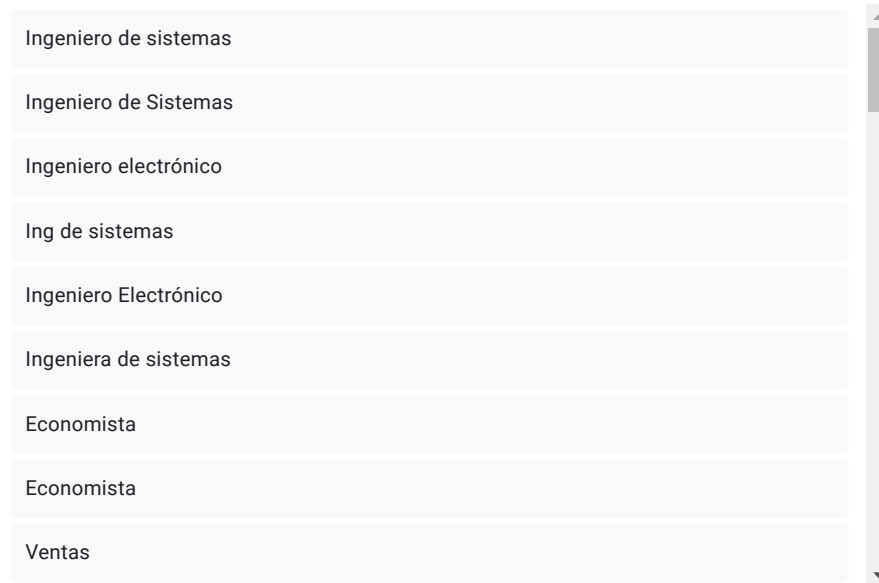 Ingeniero de sistemas
Ingeniero de Sistemas
Ingeniero electrónico
Ing de sistemas
Ingeniero Electrónico
Ingeniera de sistemas
Economista
Economista
Ventas